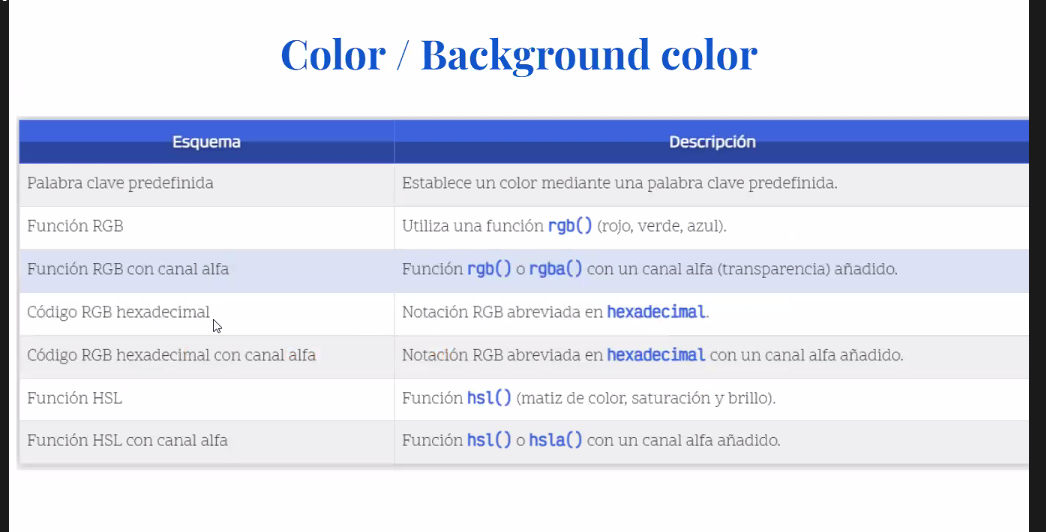 Color / Background color
Esquema Descripción
Palabra clave predefinida Establece un color mediante una palabra clave predefinida.
Función RGB Utiliza una función rgb() (rojo, verde, azul).
Función RGB con canal alfa Función rgb() o rgba() con un canal alfa (transparencia) añadido.
Código RGB hexadecimal Notación RGB abreviada en hexadecimal.
Código RGB hexadecimal con canal alfa Notación RGB abreviada en hexadecimal con un canal alfa añadido.
Función HSL Función hsl() (matiz de color, saturación y brillo).
Función HSL con canal alfa Función hsl() o hsla() con un canal alfa añadido.